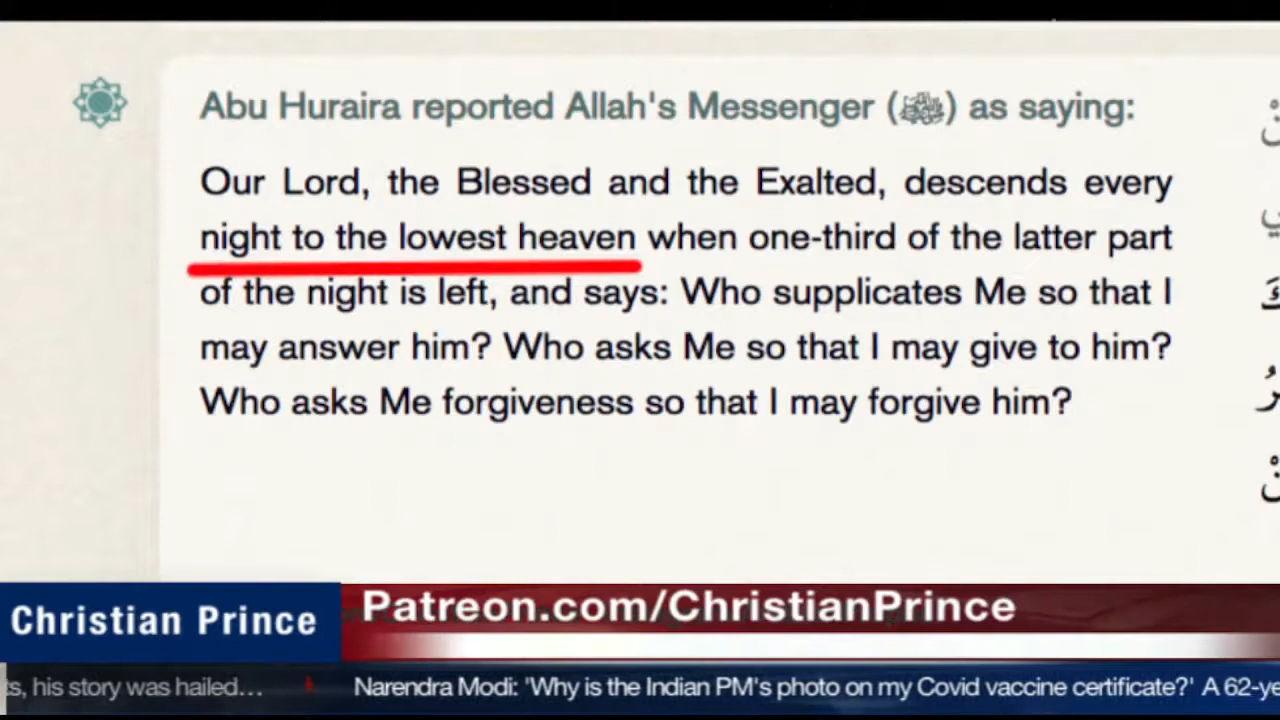 Abu Huraira reported Allah's Messenger (ﷺ) as saying:
Our Lord, the Blessed and the Exalted, descends every
night to the lowest heaven when one-third of the latter part
of the night is left, and says: Who supplicates Me so that I
may answer him? Who asks Me so that I may give to him?
Who asks Me forgiveness so that I may forgive him?
Christian Prince
Patreon.com/ChristianPrince
s, his story was hailed... Narendra Modi: 'Why is the Indian PM's photo on my Covid vaccine certificate?' A 62-ye